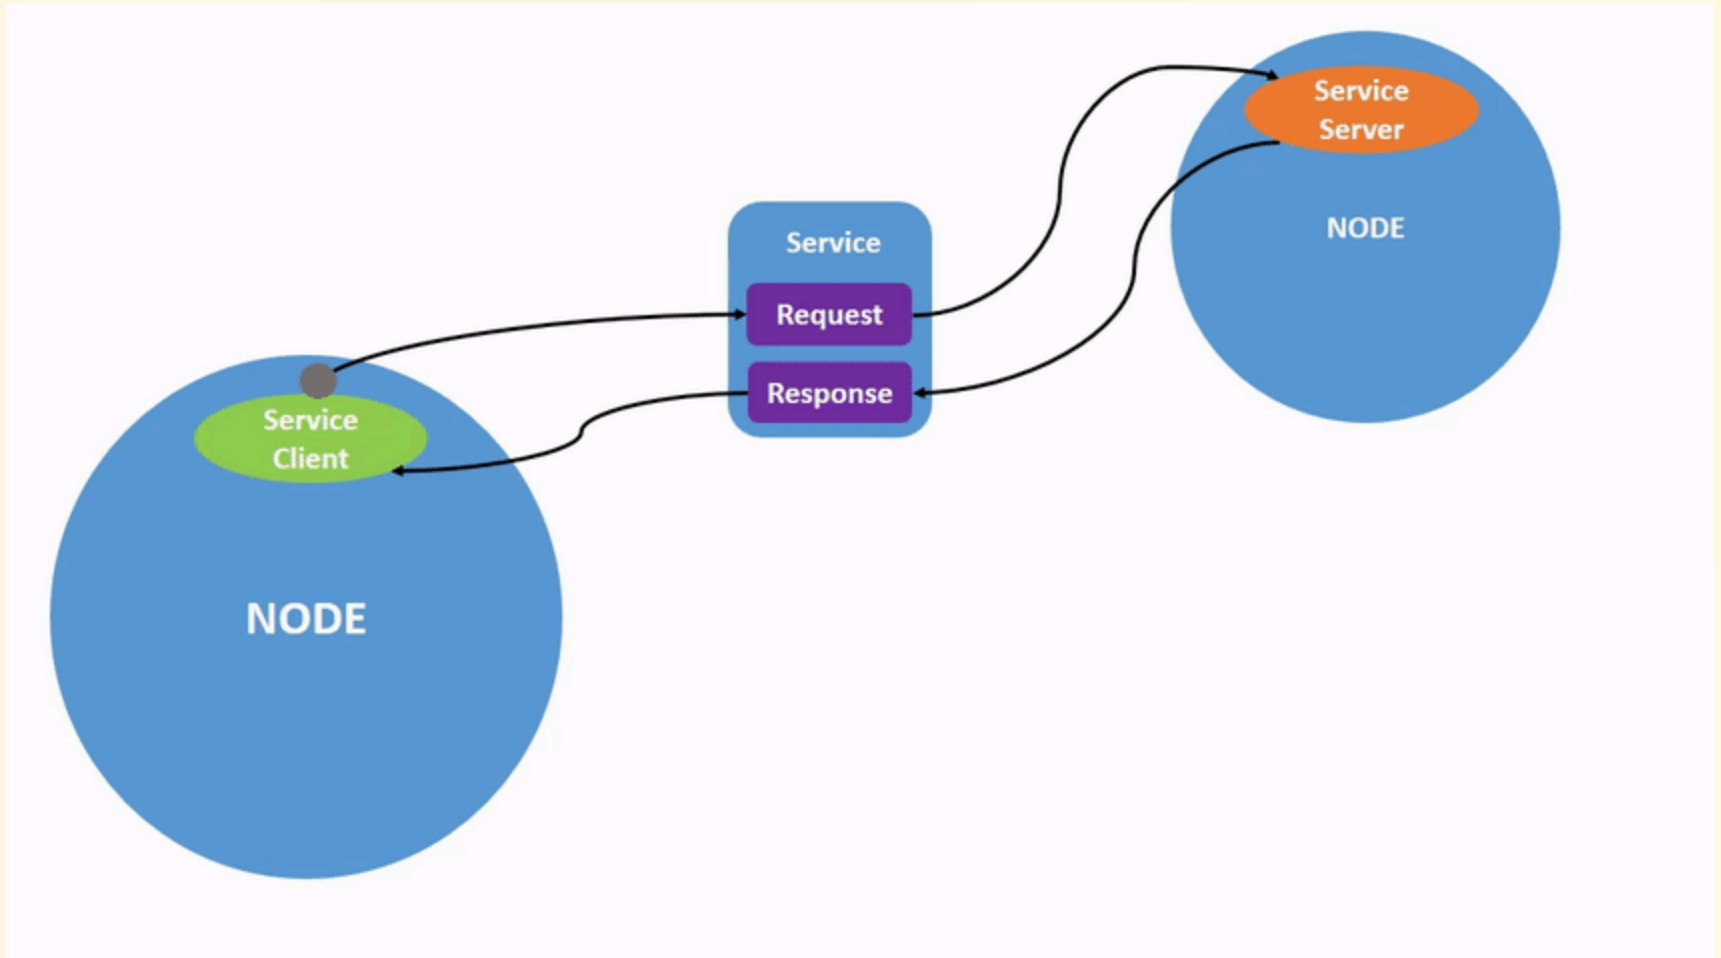 Service
Server
NODE
Service
Request
Response
Service
Client
NODE